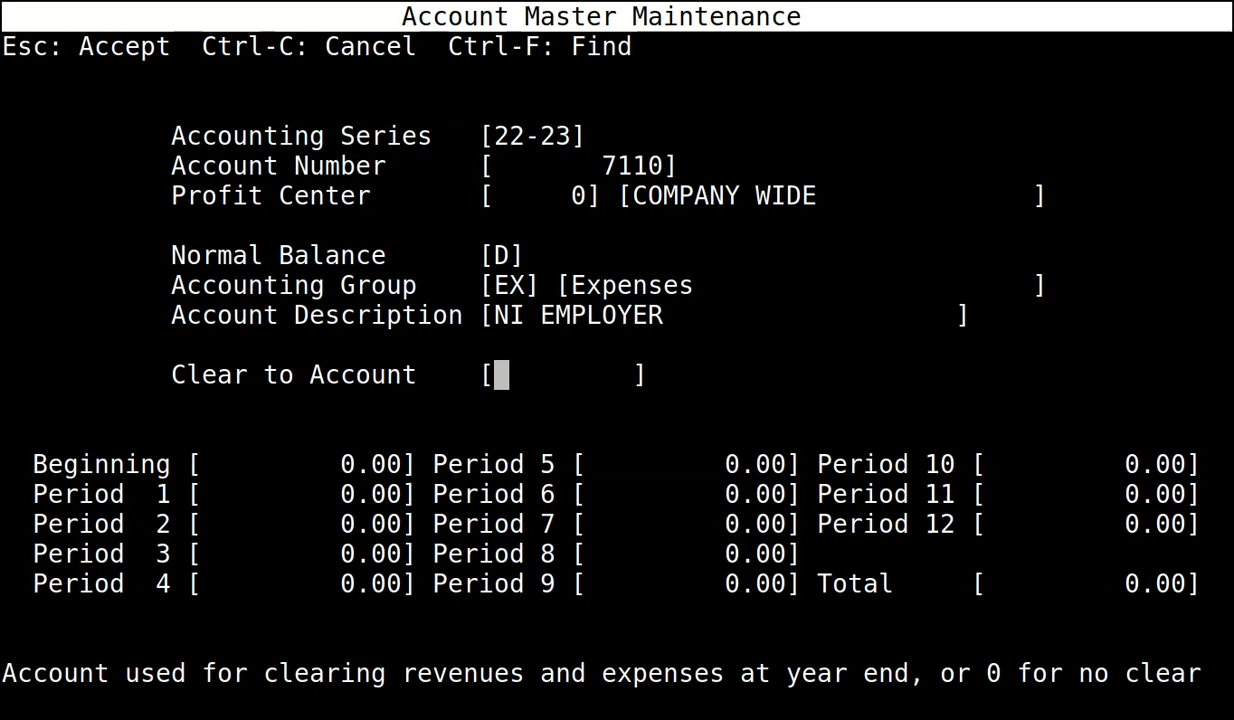 Account Master Maintenance
Esc: Accept  Ctrl-C: Cancel  Ctrl-F: Find
Accounting Series   [22-23]
Account Number      [       7110]
Profit Center       [     0] [COMPANY WIDE              ]
Normal Balance      [D]
Accounting Group    [EX] [Expenses                      ]
Account Description [NI EMPLOYER                   ]
Clear to Account    [         ]
Beginning [         0.00] Period 5 [         0.00] Period 10 [         0.00]
Period  1 [         0.00] Period 6 [         0.00] Period 11 [         0.00]
Period  2 [         0.00] Period 7 [         0.00] Period 12 [         0.00]
Period  3 [         0.00] Period 8 [         0.00]
Period  4 [         0.00] Period 9 [         0.00] Total     [         0.00]
Account used for clearing revenues and expenses at year end, or 0 for no clear